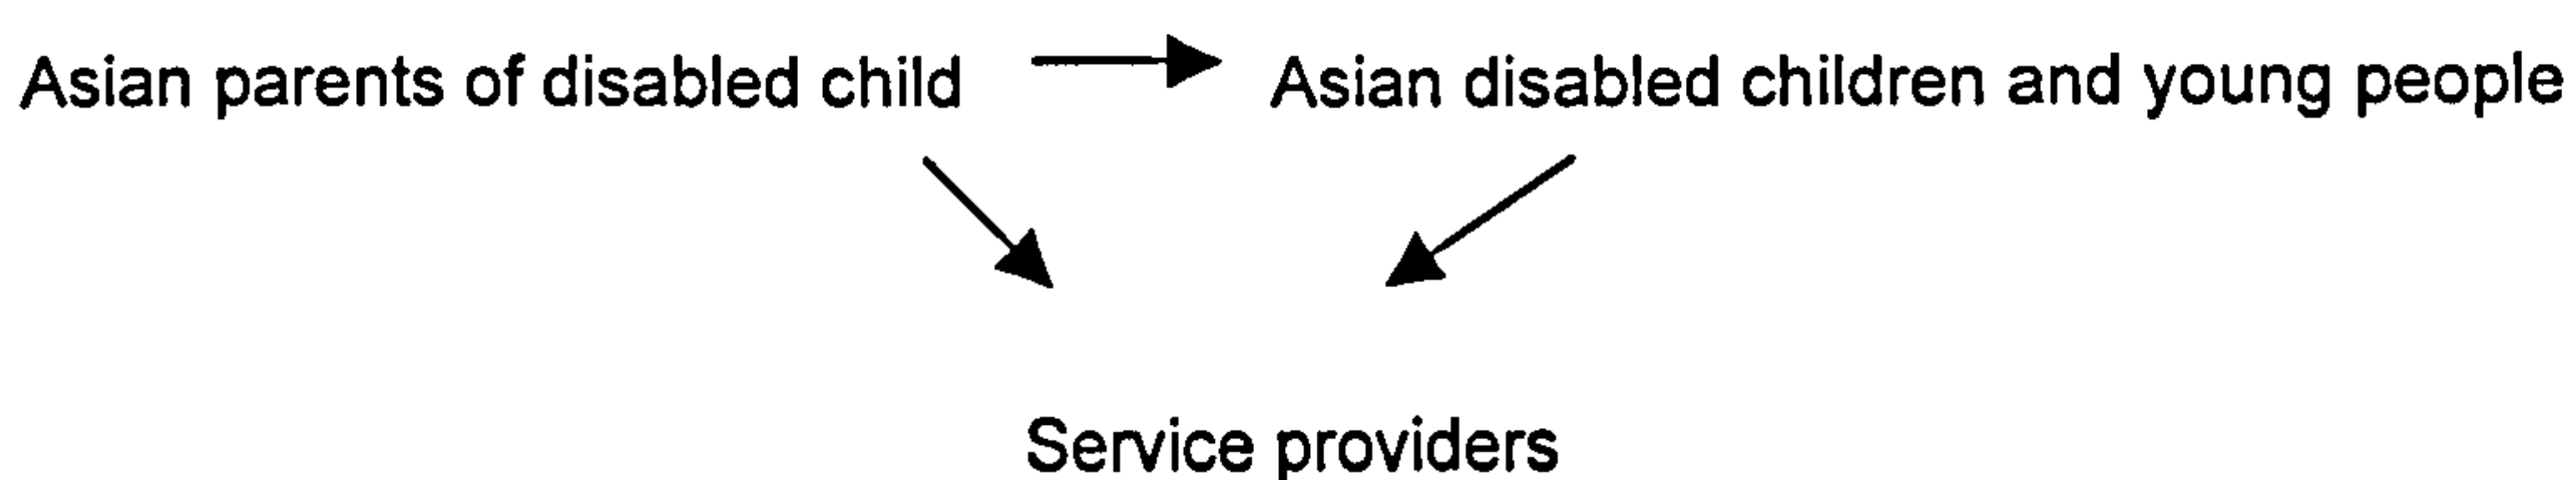 Asian parents of disabled child
Asian disabled children and young people
Service providers